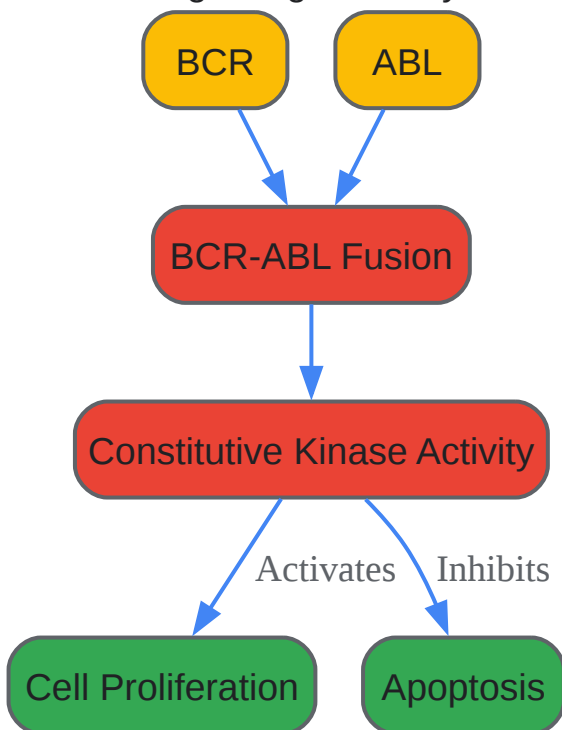 BCR
ABL
BCR-ABL Fusion
Constitutive Kinase Activity
Activates
Inhibits
Cell Proliferation
Apoptosis